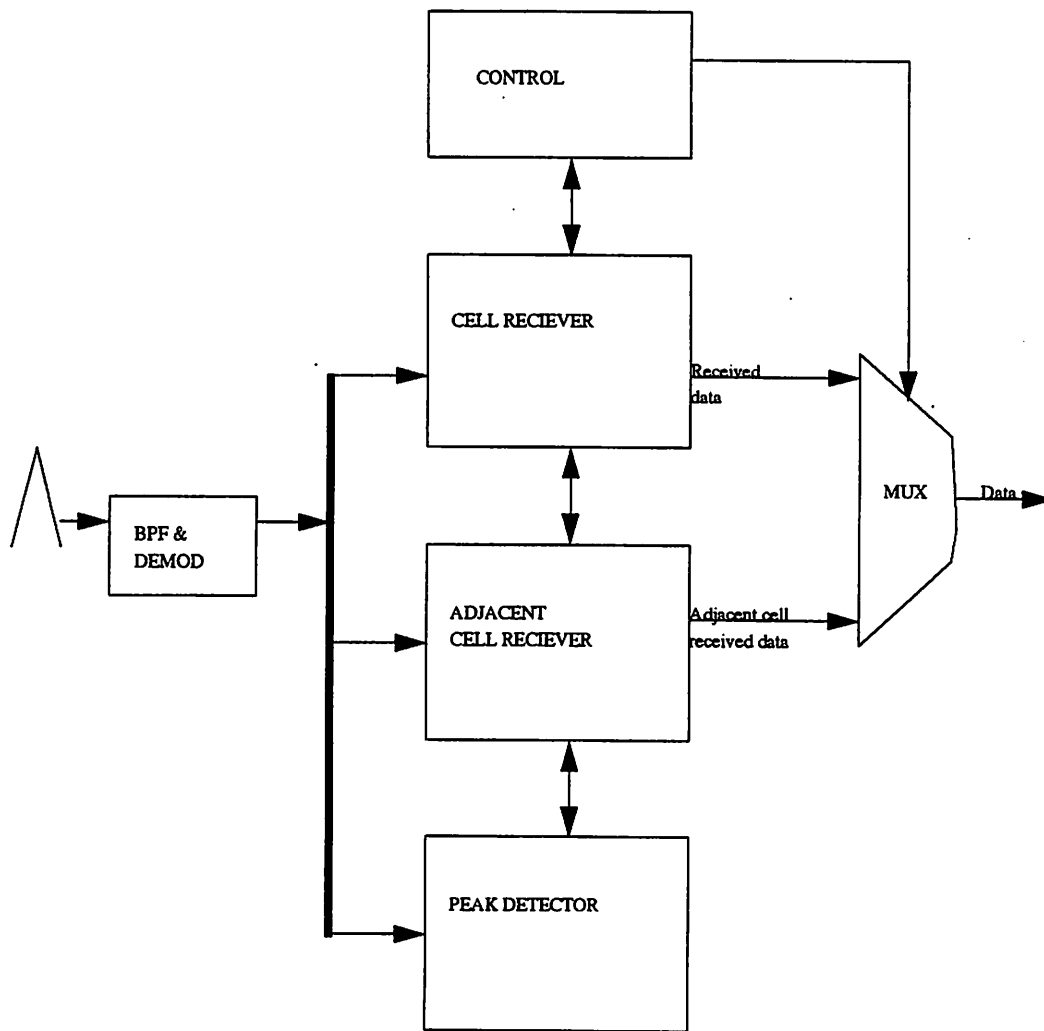 CONTROL
CELL RECIEVER
Received
data
BPF &
DEMOD
MUX
Data
ADJACENT
CELL RECIEVER
Adjacent cell
received data
PEAK DETECTOR